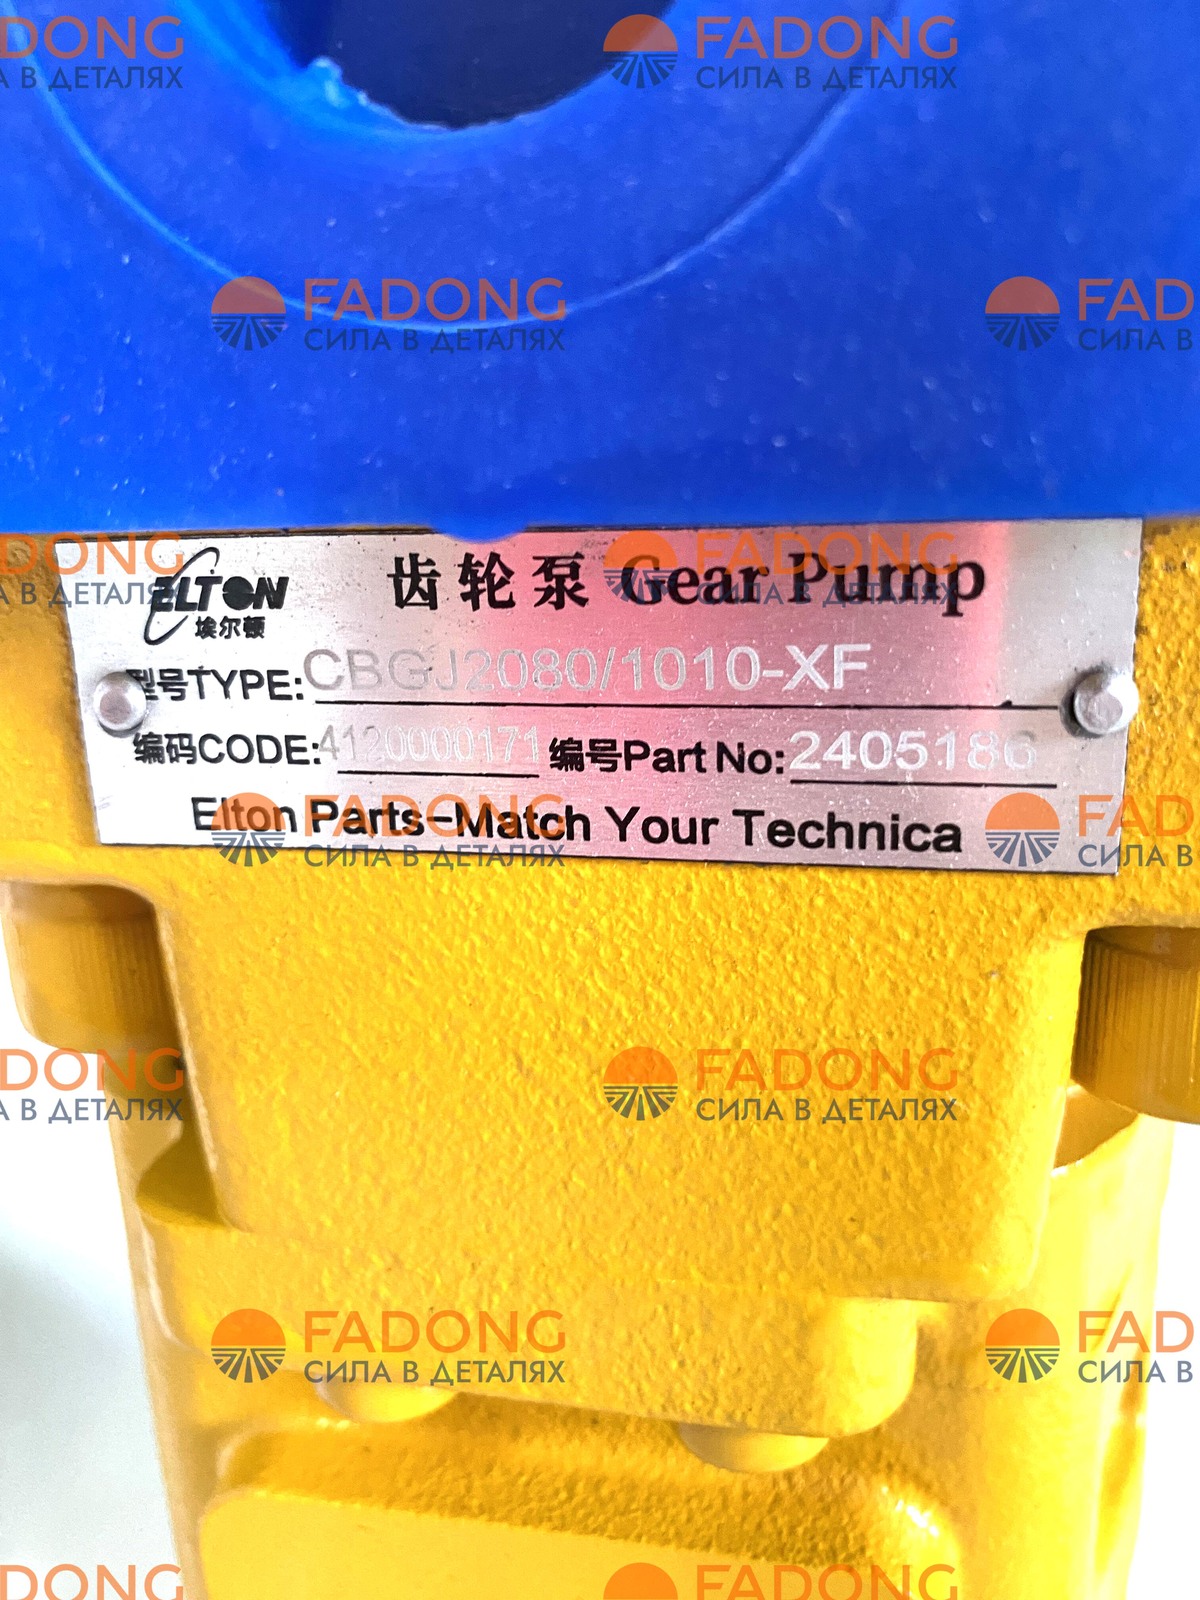 FADONG
СИЛА В ДЕТАЛЯХ
ELTON
埃尔顿
齿轮泵 Gear Pump
型号TYPE: CBGJ2080/1010-XF
编码CODE: 4120000171 编号Part No: 2405186
Elton Parts-Match Your Technica